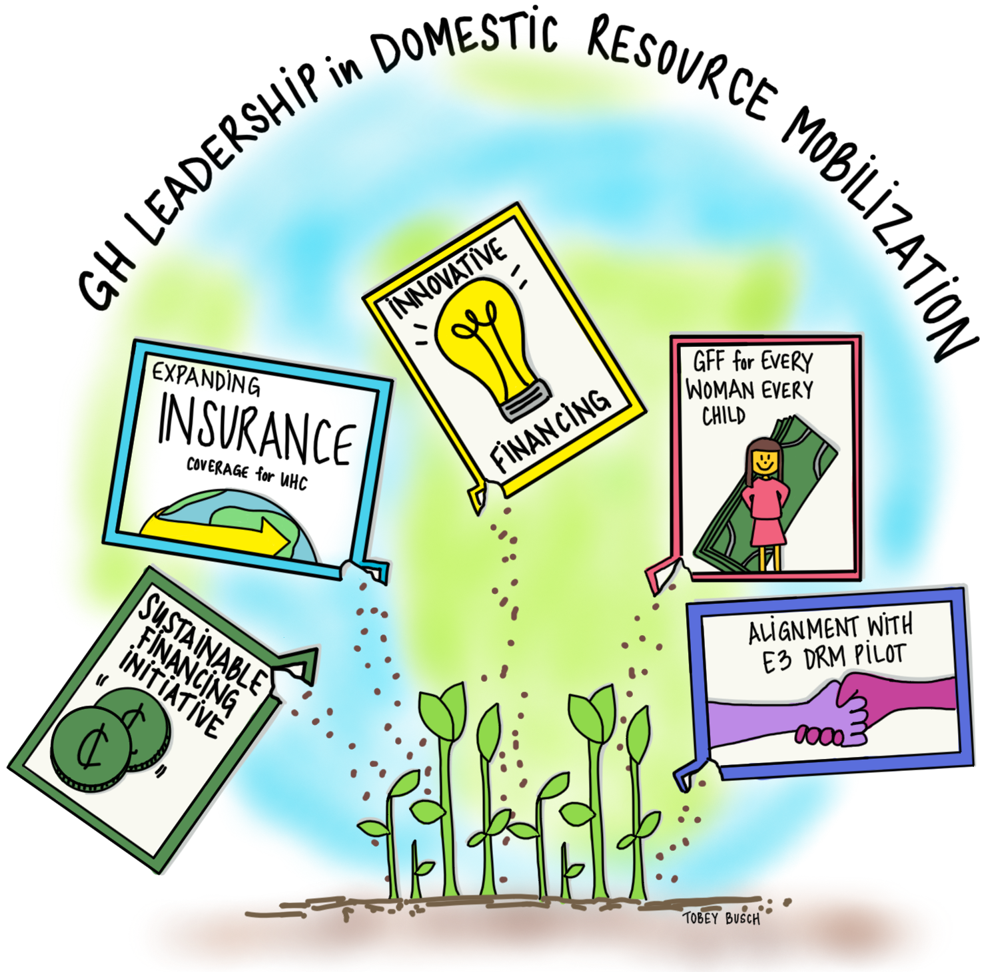 GH LEADERSHIP in DOMESTIC RESOURCE MOBILIZATION
INNOVATIVE
FINANCING
EXPANDING
INSURANCE
COVERAGE for UHC
GFF for EVERY
WOMAN EVERY
CHILD
SUSTAINABLE
FINANCING
INITIATIVE
₵
₵
ALIGNMENT WITH
E3 DRM PILOT
TOBEY BUSCH